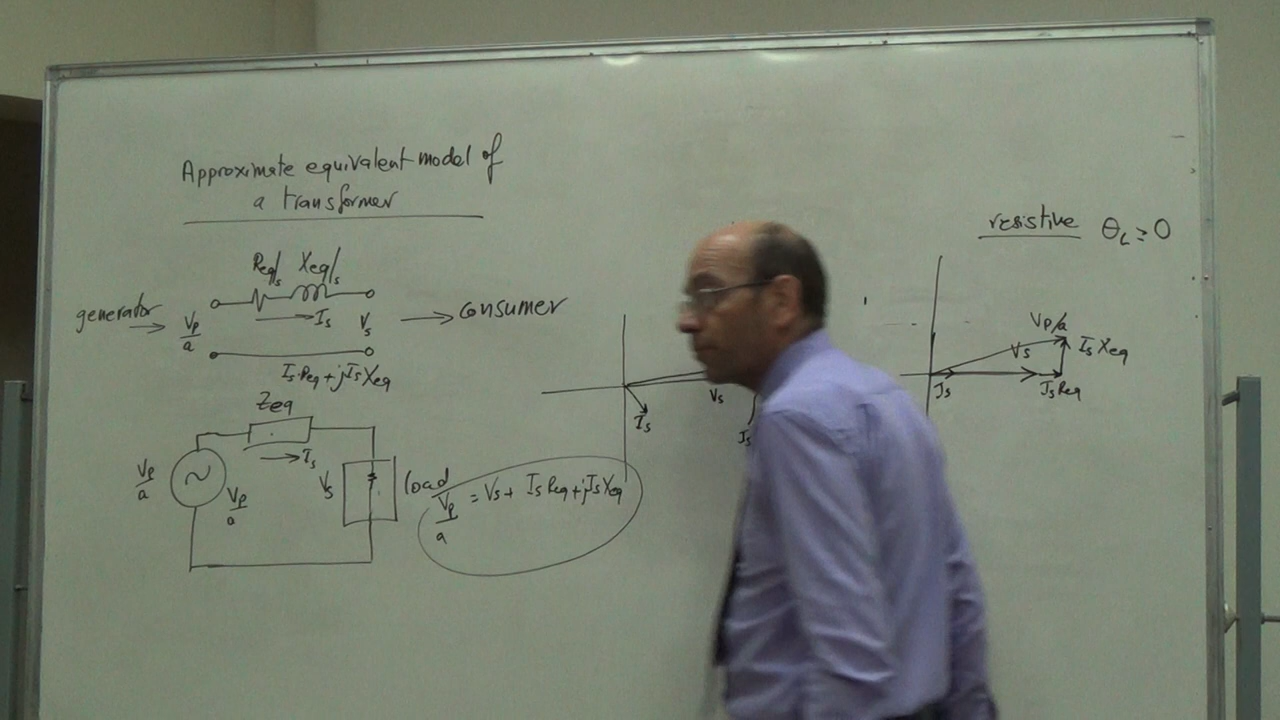 Approximate equivalent model of
a transformer
Req/s Xeq/s
generator → Vp/a Is Vs → consumer
Is Req + jIs Xeq
Zeq
Is
Vp/a Vp/a Vs load
Vp/a = Vs + Is Req + jIs Xeq
Vs
Is Is
resistive θL = 0
Vp/a
Vs Is Xeq
Is Is Req